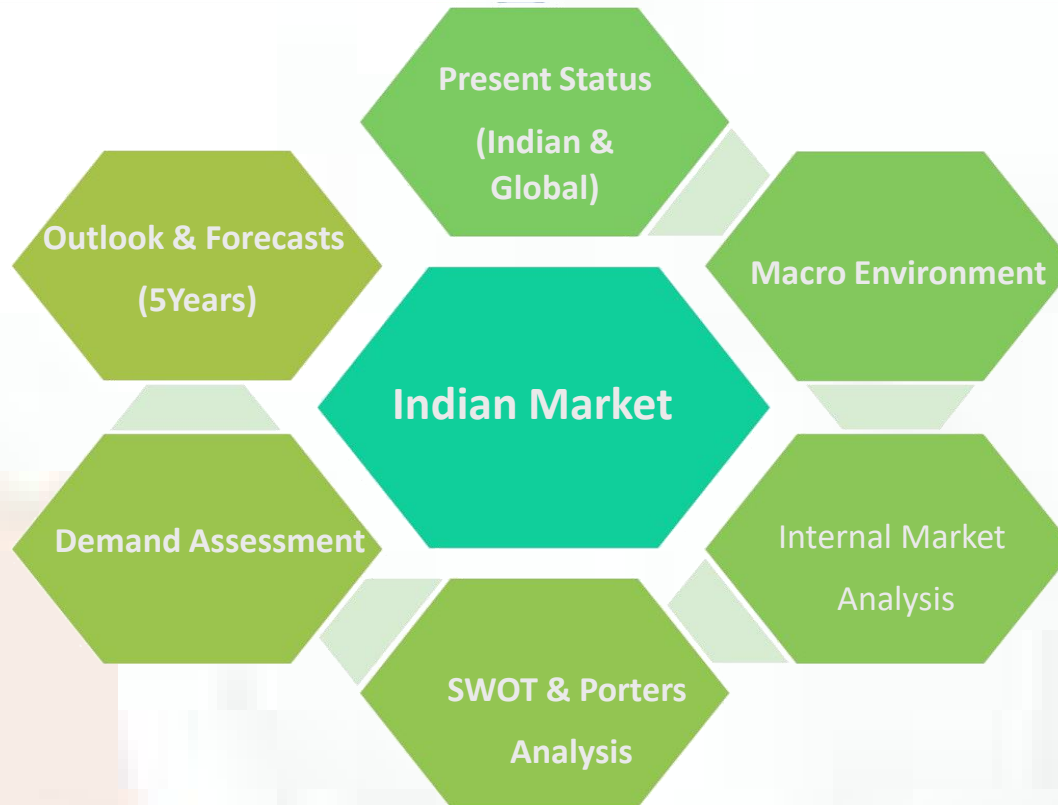 Present Status
(Indian &
Global)
Macro Environment
Internal Market
Analysis
SWOT & Porters
Analysis
Demand Assessment
Outlook & Forecasts
(5Years)
Indian Market